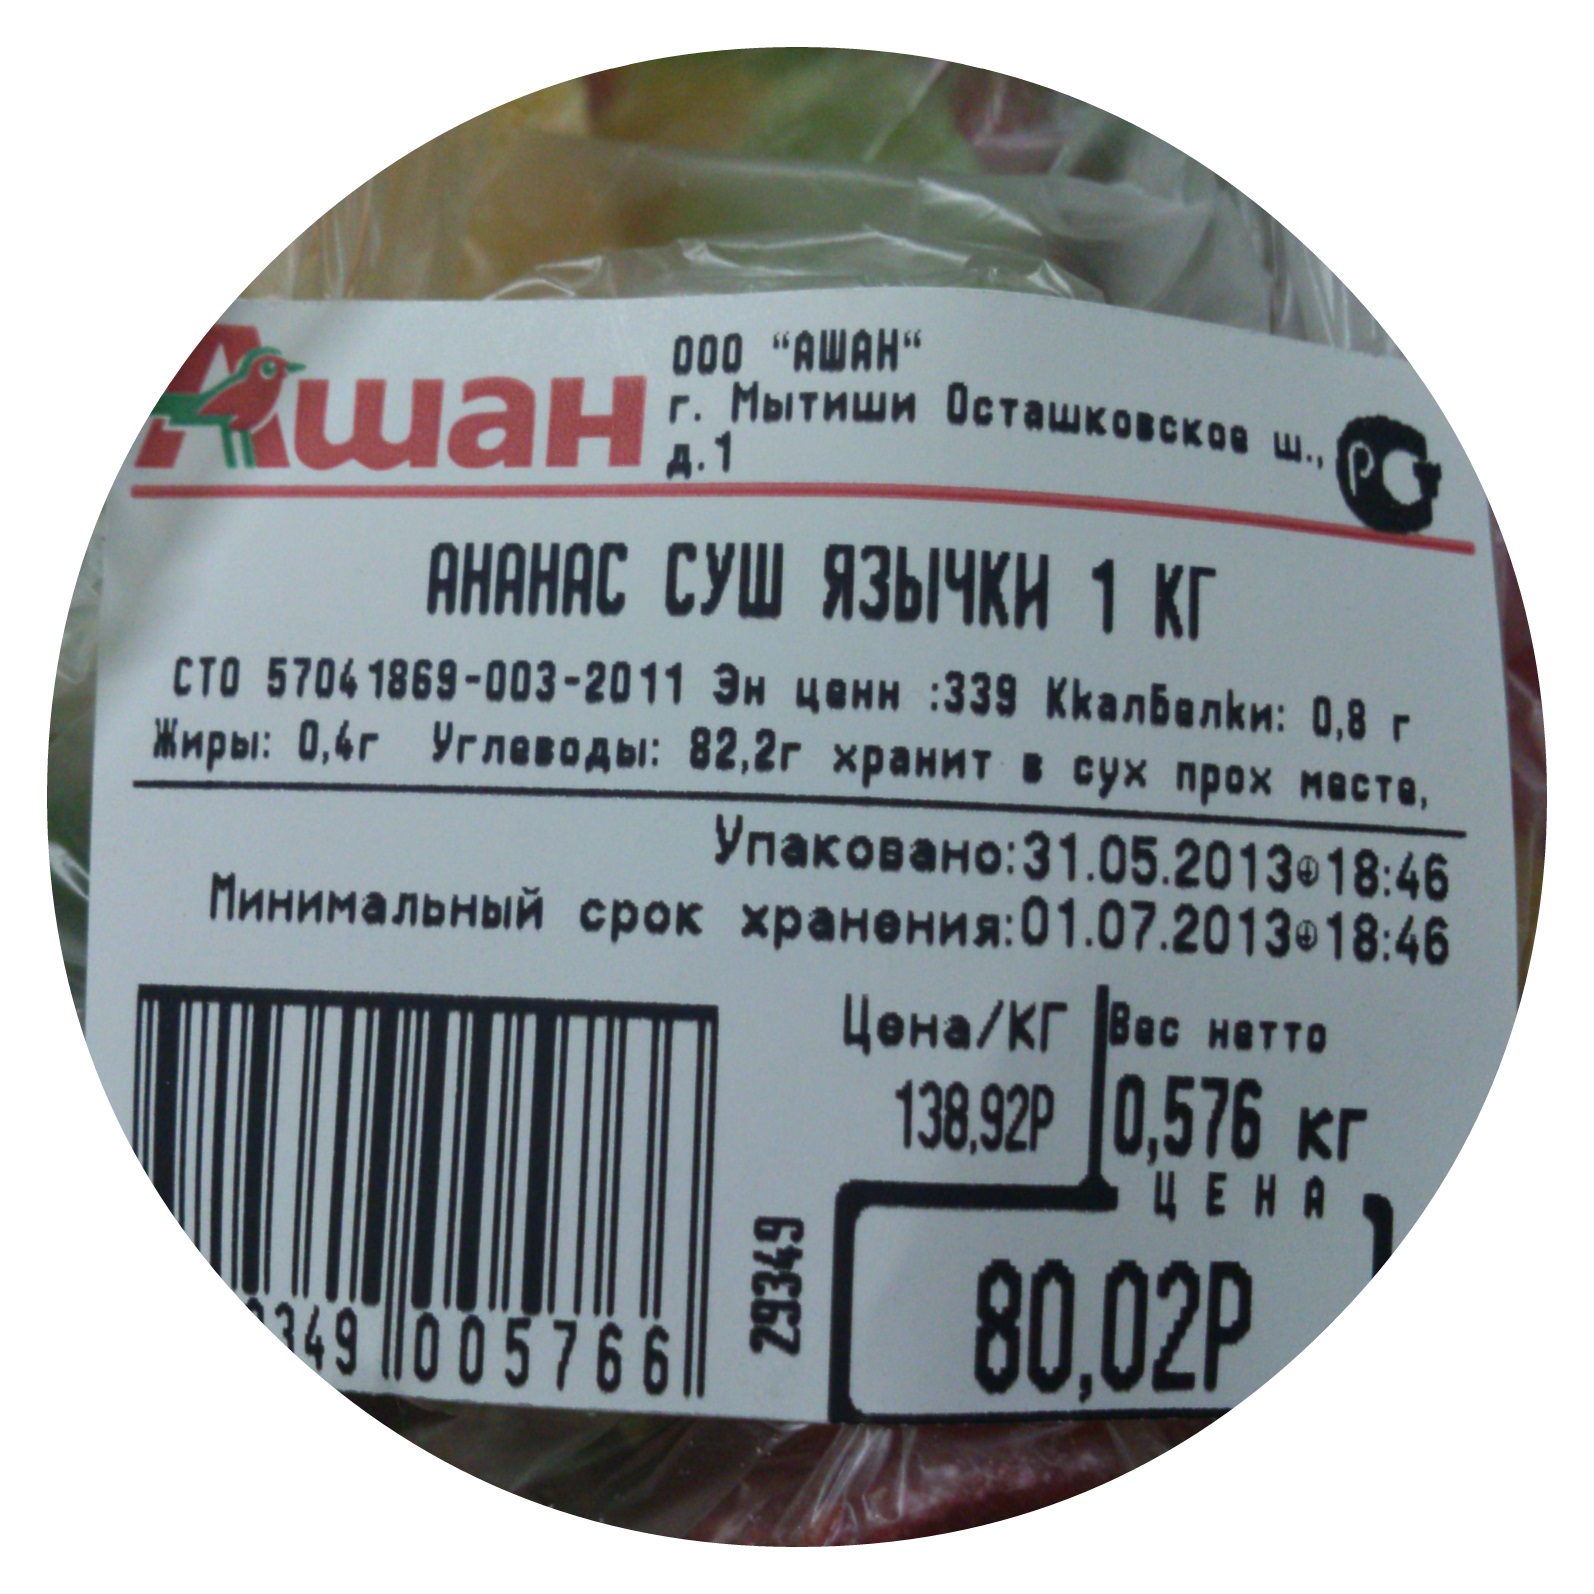 Ашан
ООО "АШАН"
г. Мытиши Осташковское ш.,
д.1
РСТ
АНАНАС СУШ ЯЗЫЧКИ 1 КГ
СТО 57041869-003-2011 Эн ценн :339 КkалБелkи: 0,8 г
Жиры: 0,4г Углеводы: 82,2г хранит в сух прох месте,
Упаковано:31.05.2013 18:46
Минимальный срок хранения:01.07.2013 18:46
Цена/КГ Вес нетто
138,92Р 0,576 кг
ЦЕНА
80,02Р
29349
349 005766